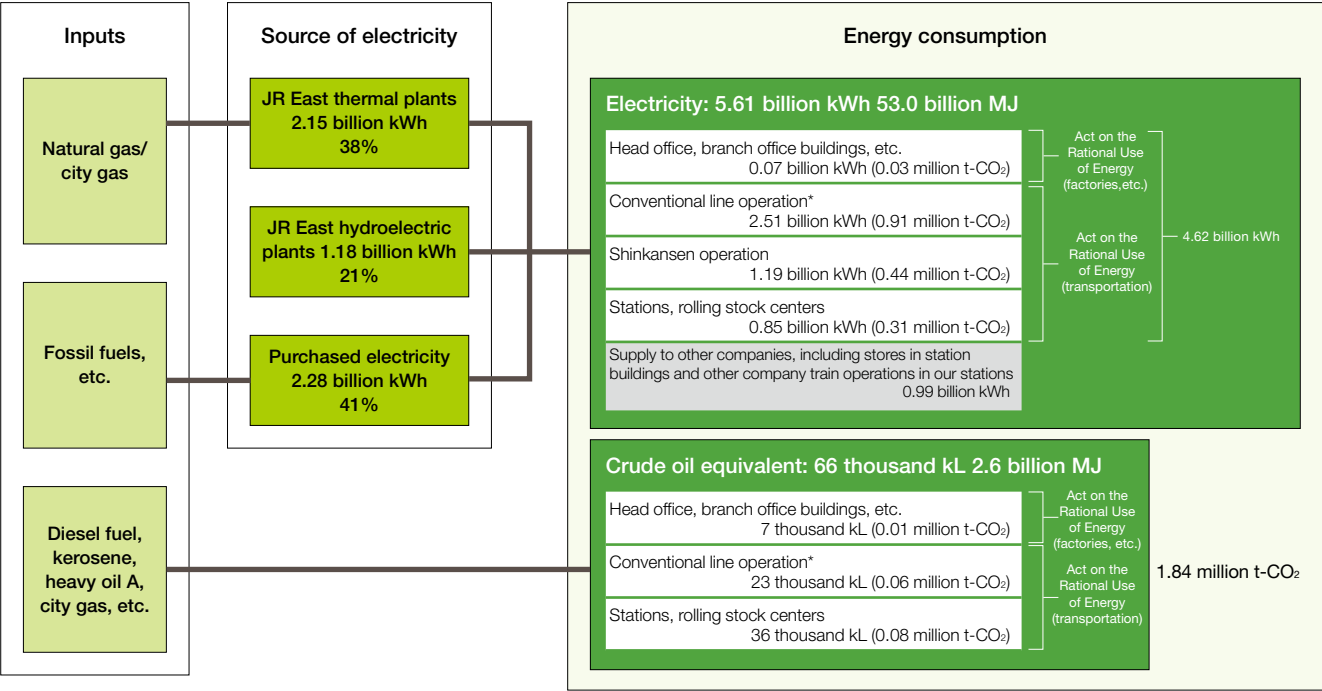 Inputs
Natural gas/
city gas
Fossil fuels,
etc.
Diesel fuel,
kerosene,
heavy oil A,
city gas, etc.
Source of electricity
JR East thermal plants
2.15 billion kWh
38%
JR East hydroelectric
plants 1.18 billion kWh
21%
Purchased electricity
2.28 billion kWh
41%
Energy consumption
Electricity: 5.61 billion kWh 53.0 billion MJ
Head office, branch office buildings, etc.
0.07 billion kWh (0.03 million t-CO₂)
Conventional line operation*
2.51 billion kWh (0.91 million t-CO₂)
Shinkansen operation
1.19 billion kWh (0.44 million t-CO₂)
Stations, rolling stock centers
0.85 billion kWh (0.31 million t-CO₂)
Supply to other companies, including stores in station
buildings and other company train operations in our stations
0.99 billion kWh
Act on the
Rational Use
of Energy
(factories,etc.)
Act on the
Rational Use
of Energy
(transportation)
4.62 billion kWh
Crude oil equivalent: 66 thousand kL 2.6 billion MJ
Head office, branch office buildings, etc.
7 thousand kL (0.01 million t-CO₂)
Conventional line operation*
23 thousand kL (0.06 million t-CO₂)
Stations, rolling stock centers
36 thousand kL (0.08 million t-CO₂)
Act on the
Rational Use
of Energy
(factories, etc.)
Act on the
Rational Use
of Energy
(transportation)
1.84 million t-CO₂